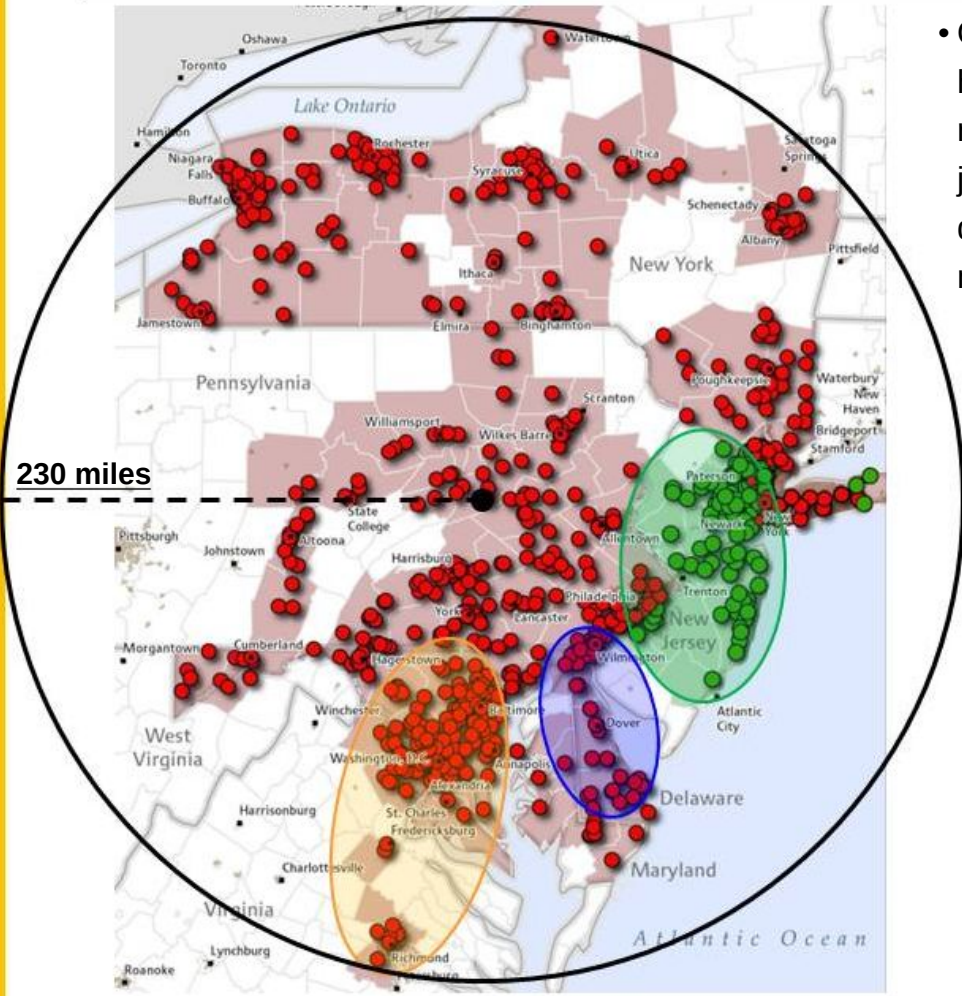 Oshawa
Watertown
Toronto
Lake Ontario
Hamilton
Rochester
Utica
Saratoga
Springs
Niagara
Falls
Syracuse
Buffalo
Schenectady
Albany
Pittsfield
New York
Ithaca
Jamestown
Elmira
Binghamton
Pennsylvania
Poughkeepsie
Waterbury
New
Haven
Bridgeport
Stamford
Scranton
Williamsport
Wilkes Barre
230 miles
Paterson
State
College
Newark
New
York
Pittsburgh
Johnstown
Altoona
Allentown
Harrisburg
Trenton
Philadelphia
York
Lancaster
New
Jersey
Morgantown
Cumberland
Hagerstown
Wilmington
Winchester
Baltimore
Atlantic
City
West
Virginia
Dover
Washington, D.C.
Annapolis
Alexandria
Delaware
Harrisonburg
St. Charles
Fredericksburg
Charlottesville
Maryland
Virginia
Atlantic Ocean
Lynchburg
Richmond
Roanoke